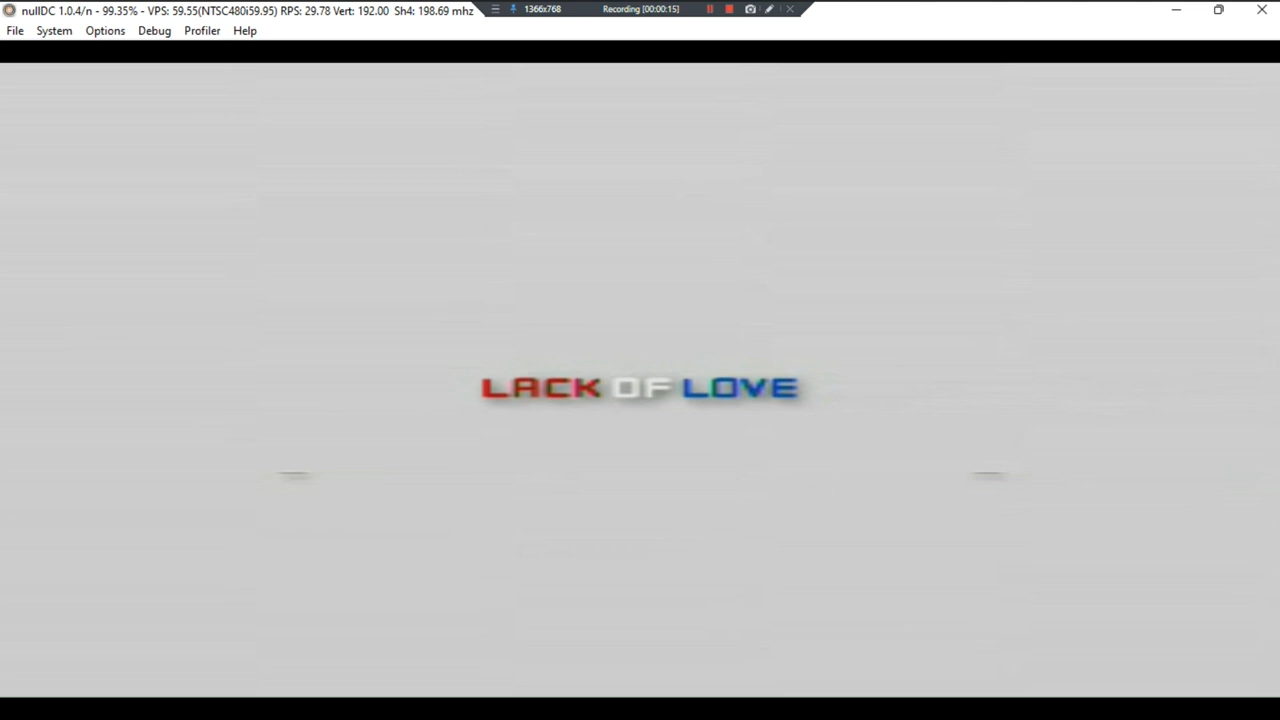 nullDC 1.0.4/n - 99.35% - VPS: 59.55(NTSC480i59.95) RPS: 29.78 Vert: 192.00 Sh4: 198.69 mhz
1366x768 Recording [00:00:15]
File System Options Debug Profiler Help
LACK OF LOVE